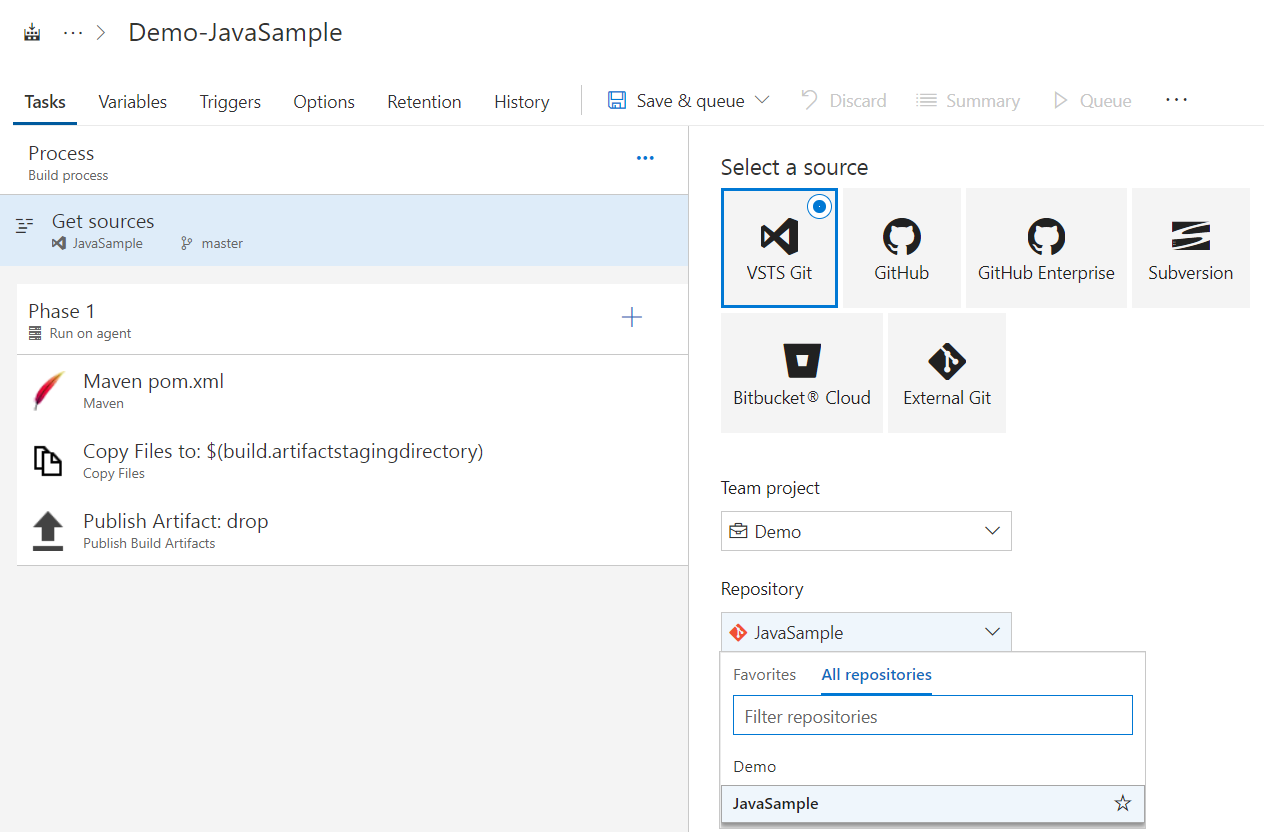 ··· > Demo-JavaSample
Tasks Variables Triggers Options Retention History Save & queue Discard Summary Queue ···
Process
Build process
···
Get sources
JavaSample master
Phase 1
Run on agent
Maven pom.xml
Maven
Copy Files to: $(build.artifactstagingdirectory)
Copy Files
Publish Artifact: drop
Publish Build Artifacts
Select a source
VSTS Git GitHub GitHub Enterprise Subversion
Bitbucket® Cloud External Git
Team project
Demo
Repository
JavaSample
Favorites All repositories
Filter repositories
Demo
JavaSample